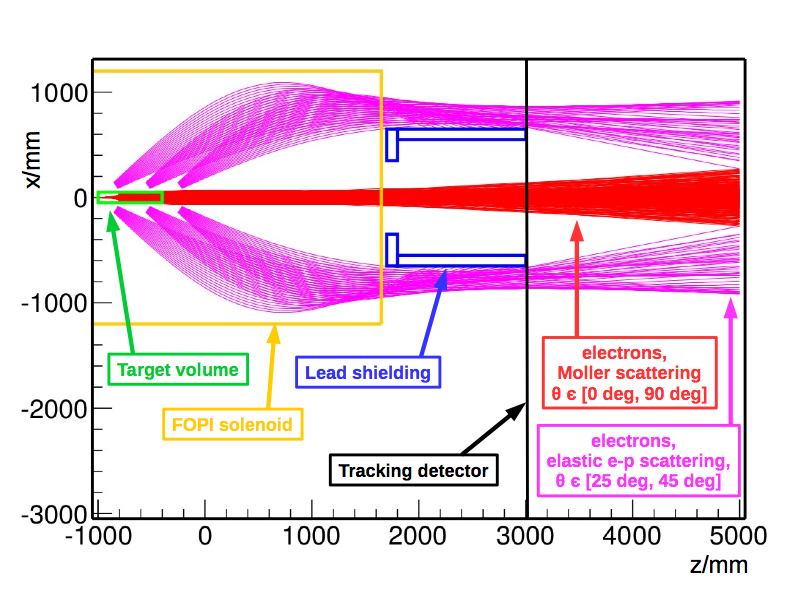 x/mm
1000
0
-1000
-2000
-3000
Target volume
FOPI solenoid
Lead shielding
Tracking detector
electrons,
Moller scattering
θ ϵ [0 deg, 90 deg]
electrons,
elastic e-p scattering,
θ ϵ [25 deg, 45 deg]
-1000
0
1000
2000
3000
4000
5000
z/mm